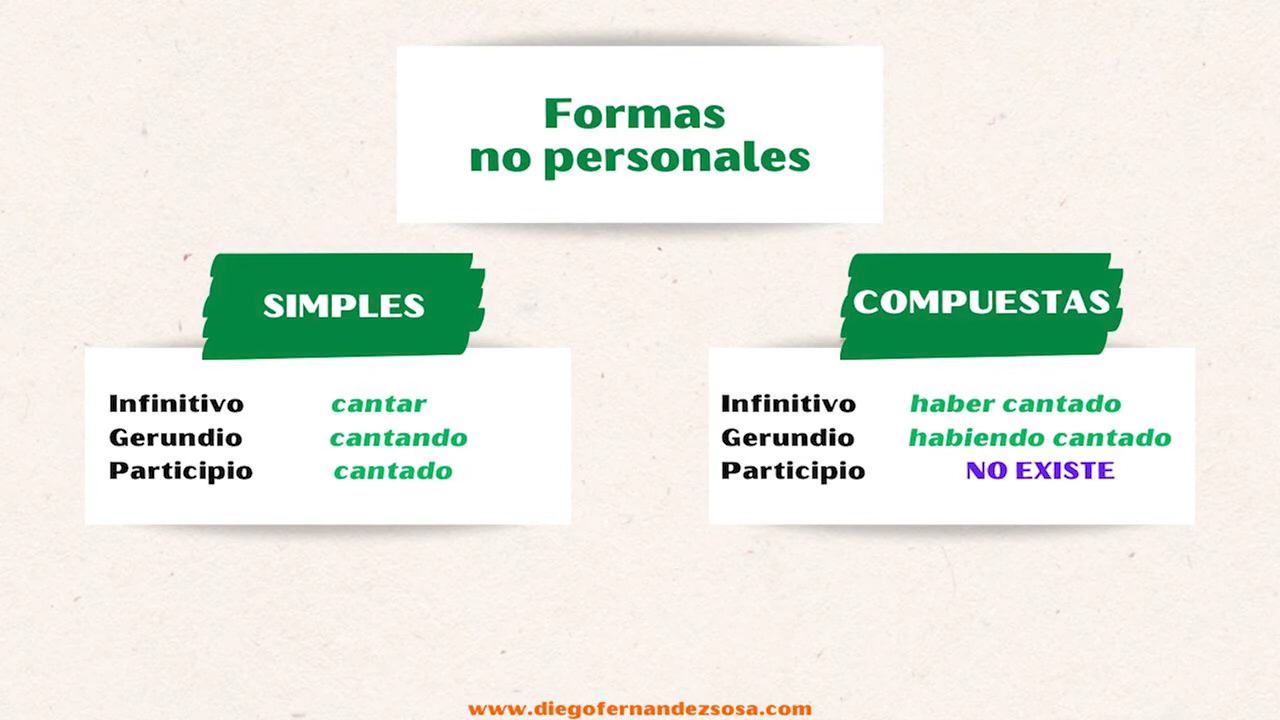 Formas
no personales
SIMPLES
Infinitivo cantar
Gerundio cantando
Participio cantado
COMPUESTAS
Infinitivo haber cantado
Gerundio habiendo cantado
Participio NO EXISTE
www.diegofernandezsosa.com